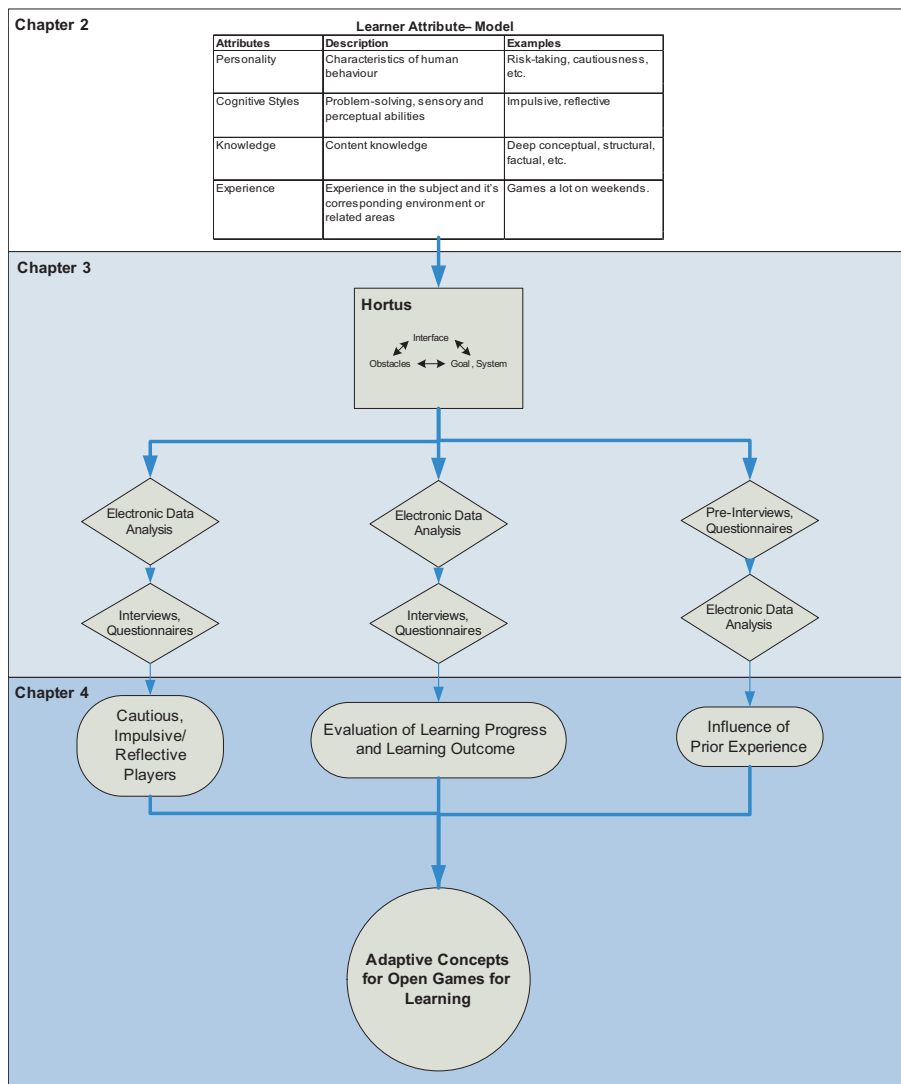 Chapter 2
Learner Attribute– Model
Attributes Description Examples
Personality Characteristics of human Risk-taking, cautiousness,
behaviour etc.
Cognitive Styles Problem-solving, sensory and Impulsive, reflective
perceptual abilities
Knowledge Content knowledge Deep conceptual, structural,
factual, etc.
Experience Experience in the subject and it's Games a lot on weekends.
corresponding environment or
related areas
Chapter 3
Hortus
Interface
Obstacles Goal , System
Electronic Data
Analysis
Electronic Data
Analysis
Pre-Interviews,
Questionnaires
Interviews,
Questionnaires
Interviews,
Questionnaires
Electronic Data
Analysis
Chapter 4
Cautious,
Impulsive/
Reflective
Players
Evaluation of Learning Progress
and Learning Outcome
Influence of
Prior Experience
Adaptive Concepts
for Open Games for
Learning